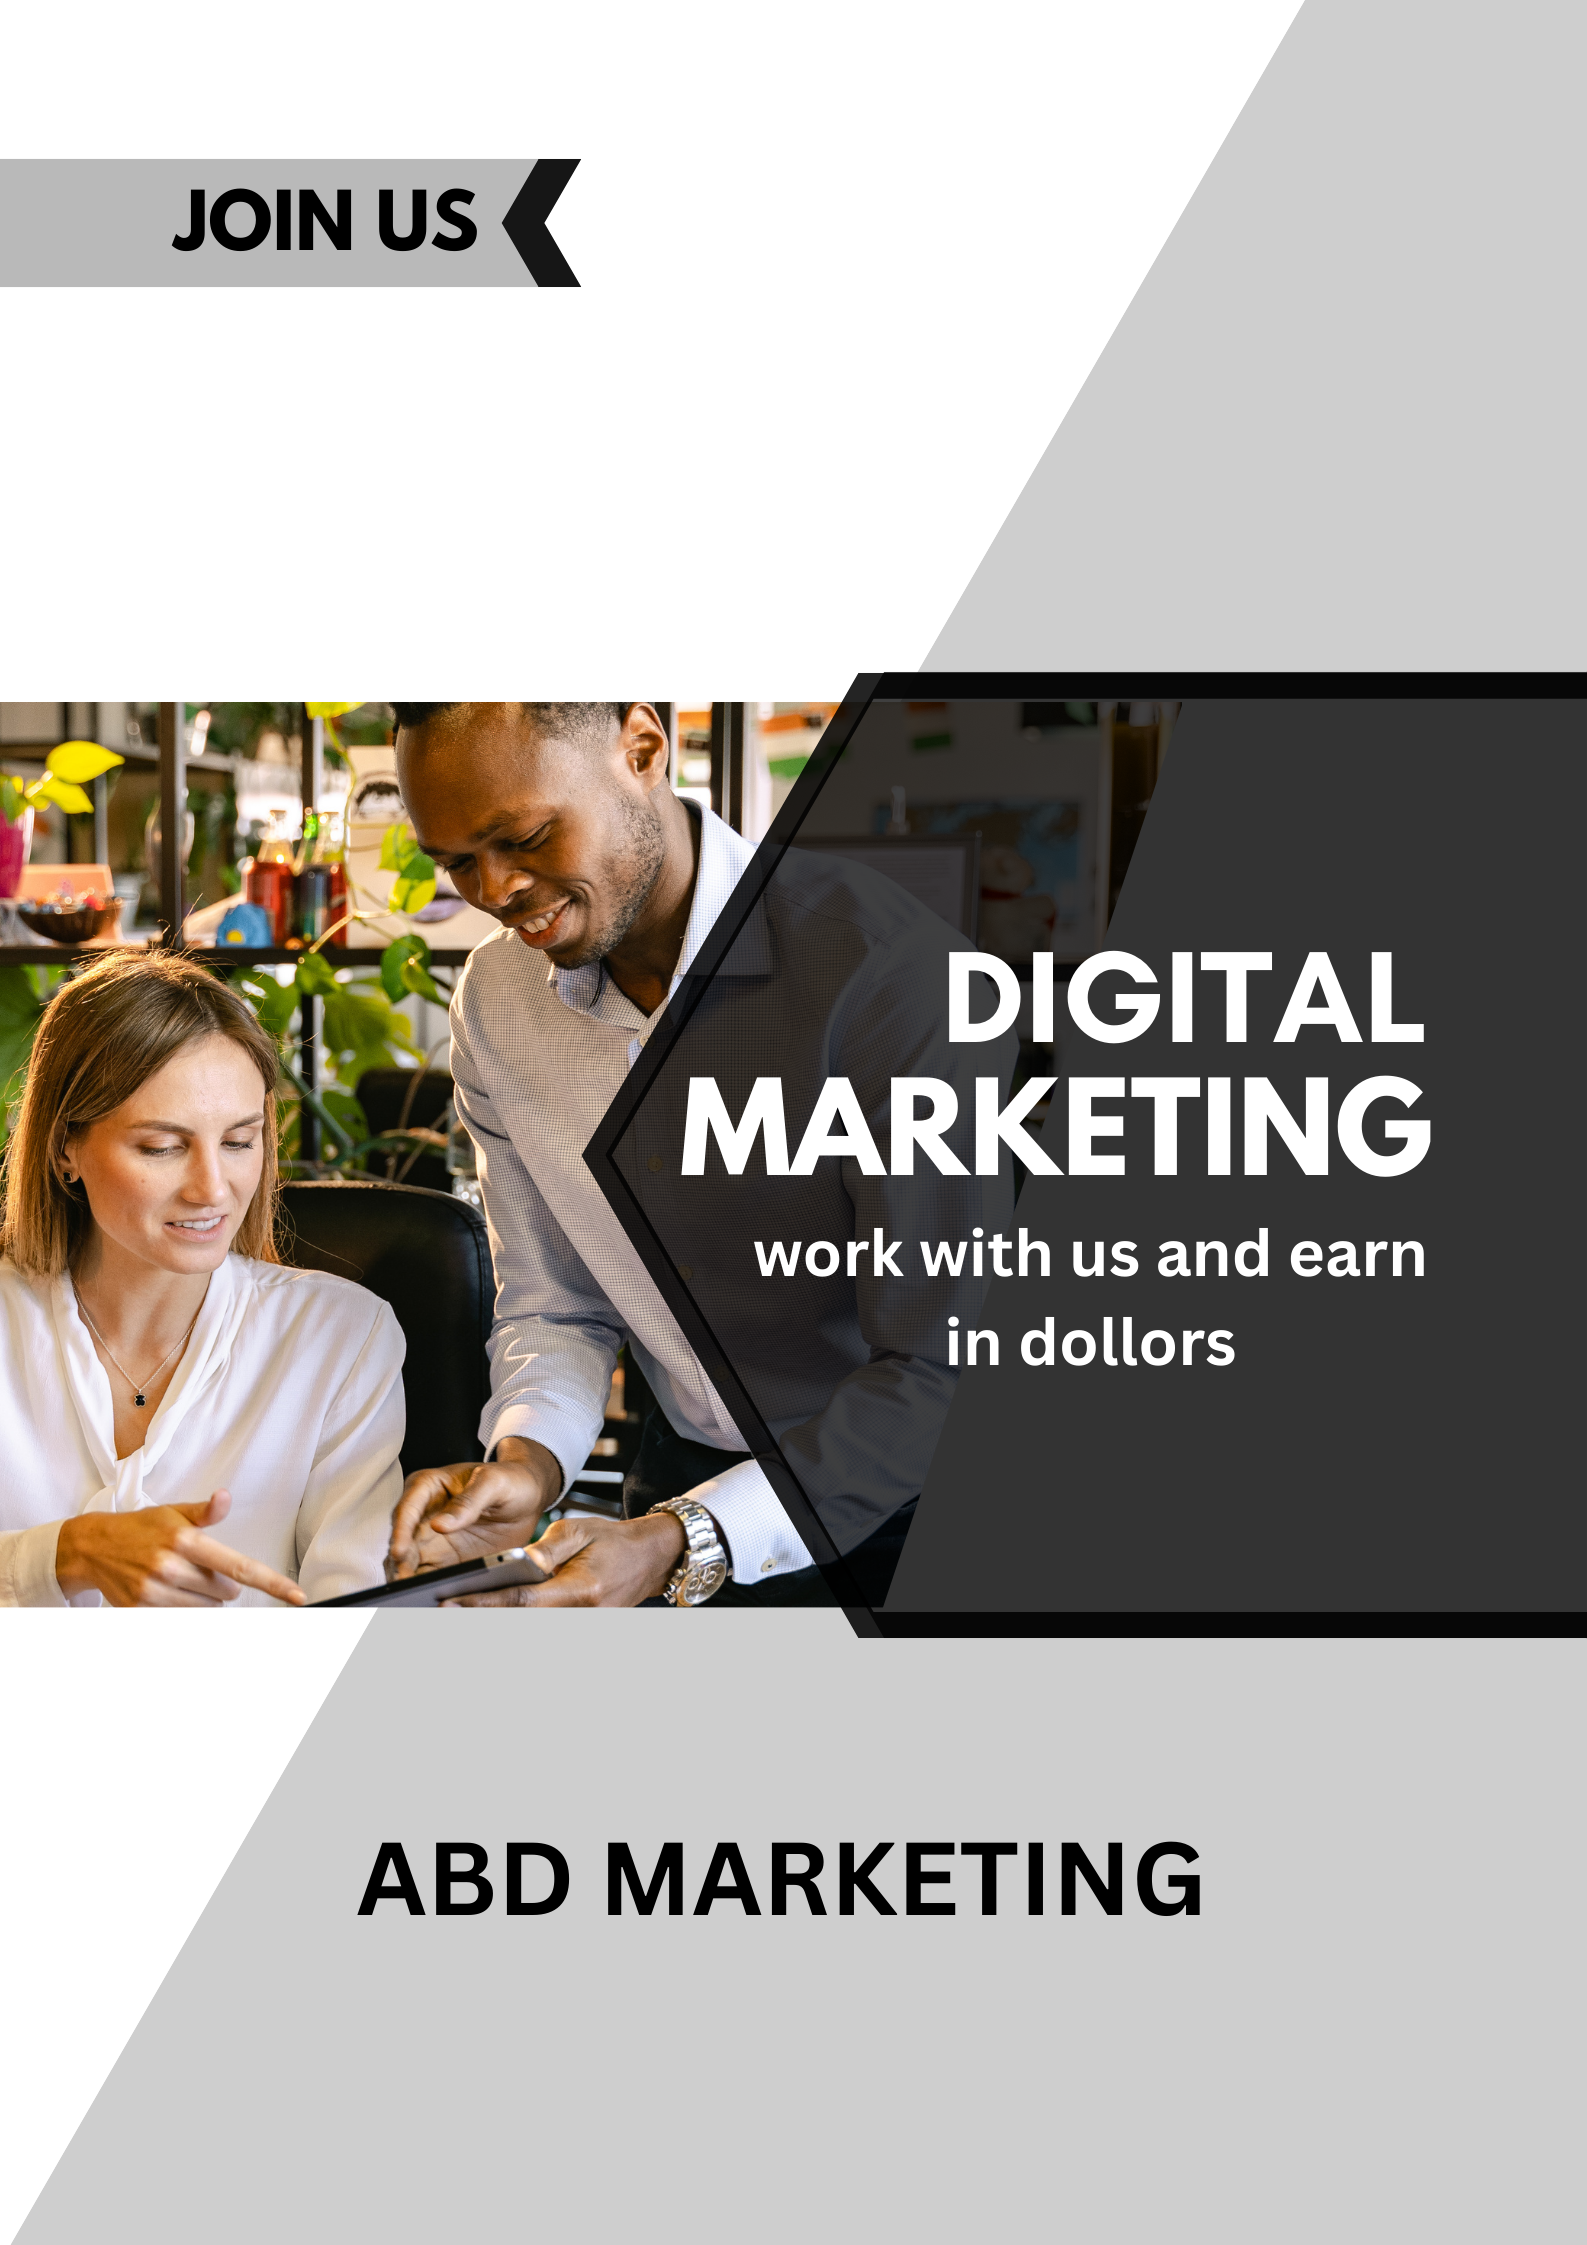 JOIN US
DIGITAL
MARKETING
work with us and earn
in dollors
ABD MARKETING